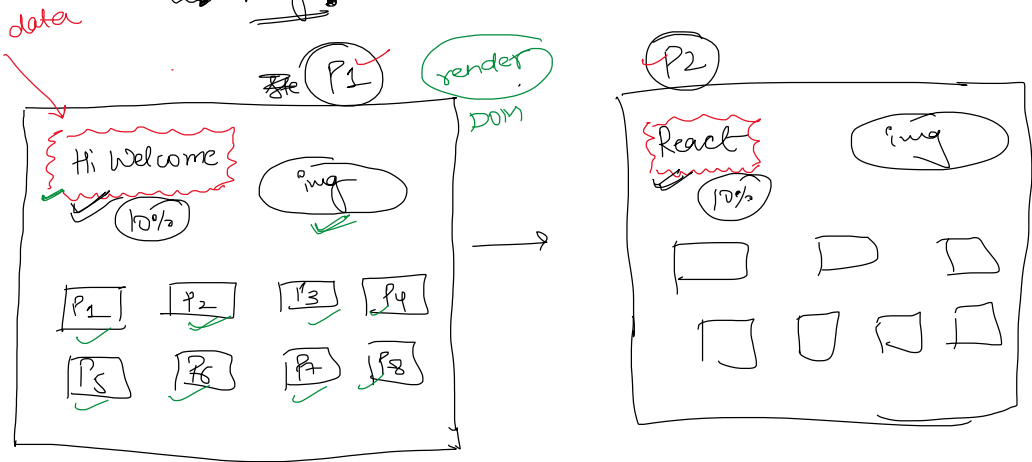 data
P1
render
DOM
Hi Welcome
img
10%
P1 P2 P3 P4
P5 P6 P7 P8
P2
React
img
10%